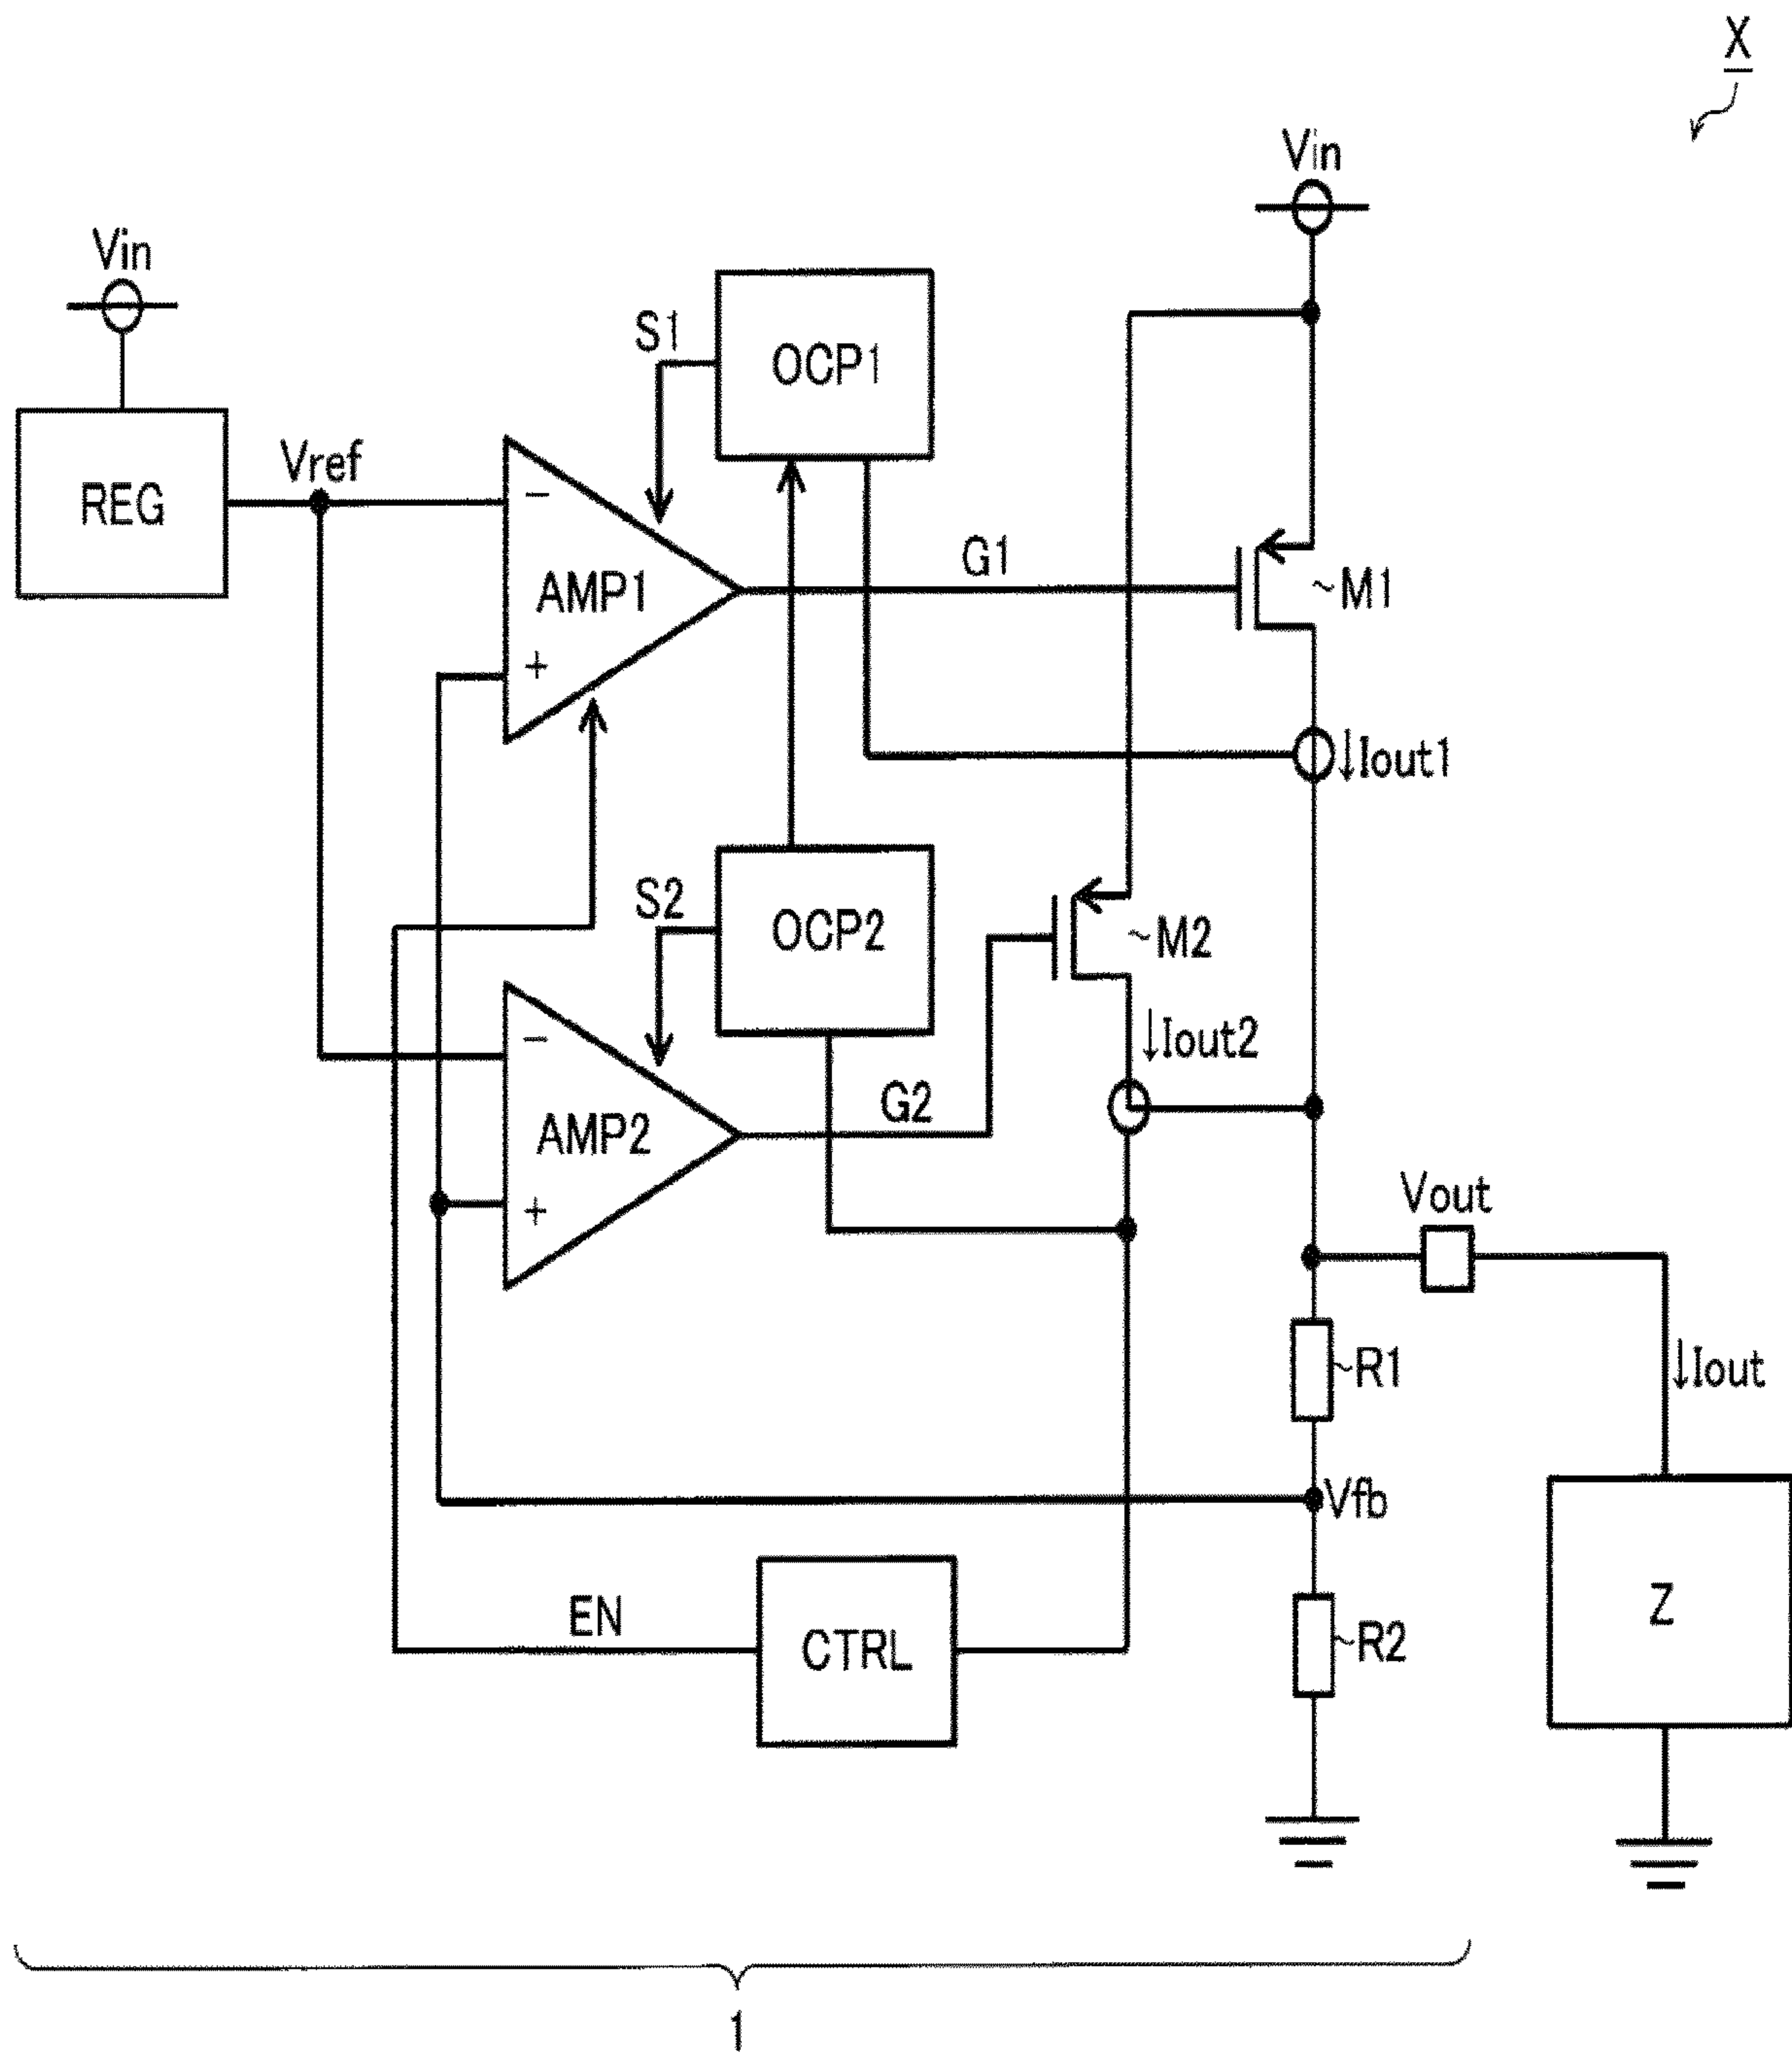 X
Vin
Vin
S1
OCP1
REG
Vref
−
AMP1
+
G1
~M1
↓Iout1
S2
OCP2
~M2
↓Iout2
−
AMP2
+
G2
Vout
~R1
↓Iout
Vfb
EN
CTRL
~R2
Z
1